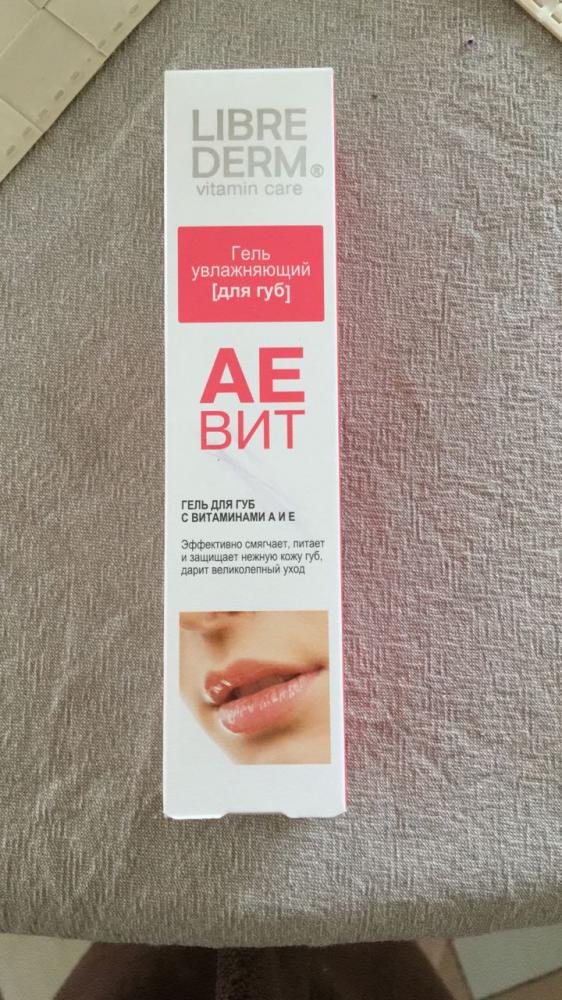 LIBRE
DERM®
vitamin care
Гель
увлажняющий
[для губ]
АЕ
ВИТ
ГЕЛЬ ДЛЯ ГУБ
С ВИТАМИНАМИ А И Е
Эффективно смягчает, питает
и защищает нежную кожу губ,
дарит великолепный уход